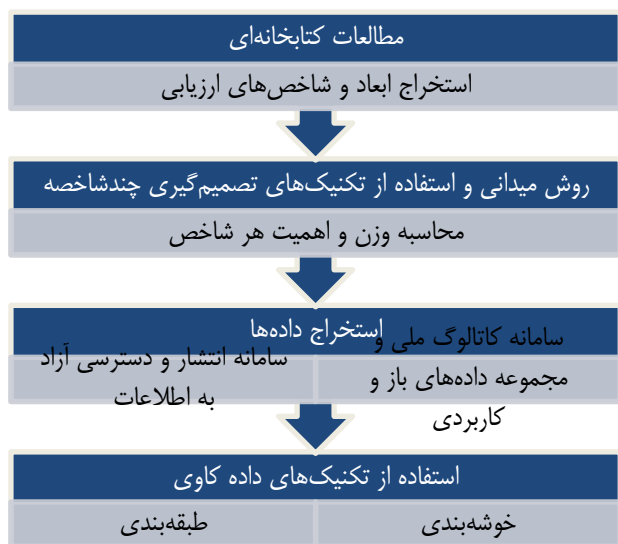 مطالعات کتابخانه‌ای
استخراج ابعاد و شاخص‌های ارزیابی
روش میدانی و استفاده از تکنیک‌های تصمیم‌گیری چندشاخصه
محاسبه وزن و اهمیت هر شاخص
استخراج داده‌ها
سامانه کاتالوگ ملی و
مجموعه داده‌های باز و
کاربردی
سامانه انتشار و دسترسی آزاد
به اطلاعات
استفاده از تکنیک‌های داده کاوی
خوشه‌بندی
طبقه‌بندی